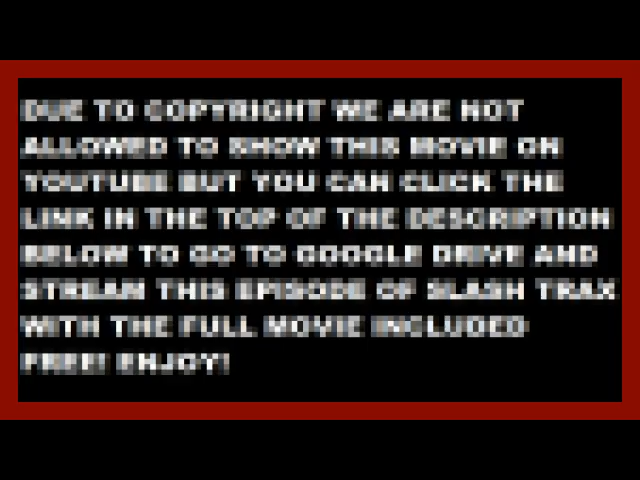 DUE TO COPYRIGHT WE ARE NOT
ALLOWED TO SHOW THIS MOVIE ON
YOUTUBE BUT YOU CAN CLICK THE
LINK IN THE TOP OF THE DESCRIPTION
BELOW TO GO TO GOOGLE DRIVE AND
STREAM THIS EPISODE OF SLASH TRAX
WITH THE FULL MOVIE INCLUDED
FREE! ENJOY!